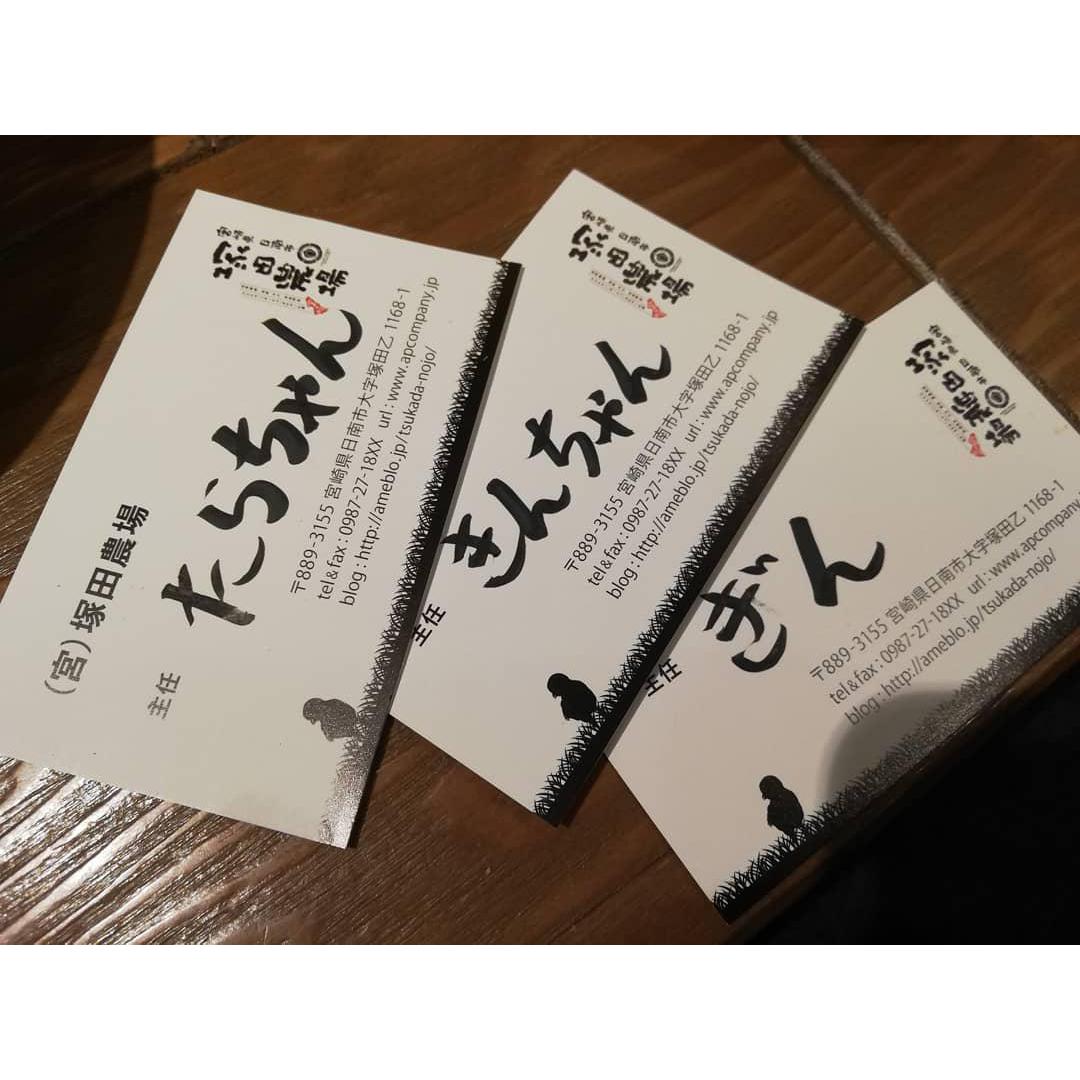 宮崎県 日南市
塚田農場
(宮)塚田農場
主任
たらちゃん
〒889-3155 宮崎県日南市大字塚田乙 1168-1
tel&fax : 0987-27-18XX url : www.apcompany.jp
blog : http://ameblo.jp/tsukada-nojo/
宮崎県 日南市
塚田農場
主任
きんちゃん
〒889-3155 宮崎県日南市大字塚田乙 1168-1
tel&fax : 0987-27-18XX url : www.apcompany.jp
blog : http://ameblo.jp/tsukada-nojo/
宮崎県 日南市
塚田農場
主任
ぎん
〒889-3155 宮崎県日南市大字塚田乙 1168-1
tel&fax : 0987-27-18XX url : www.apcompany
blog : http://ameblo.jp/tsukada-nojo/